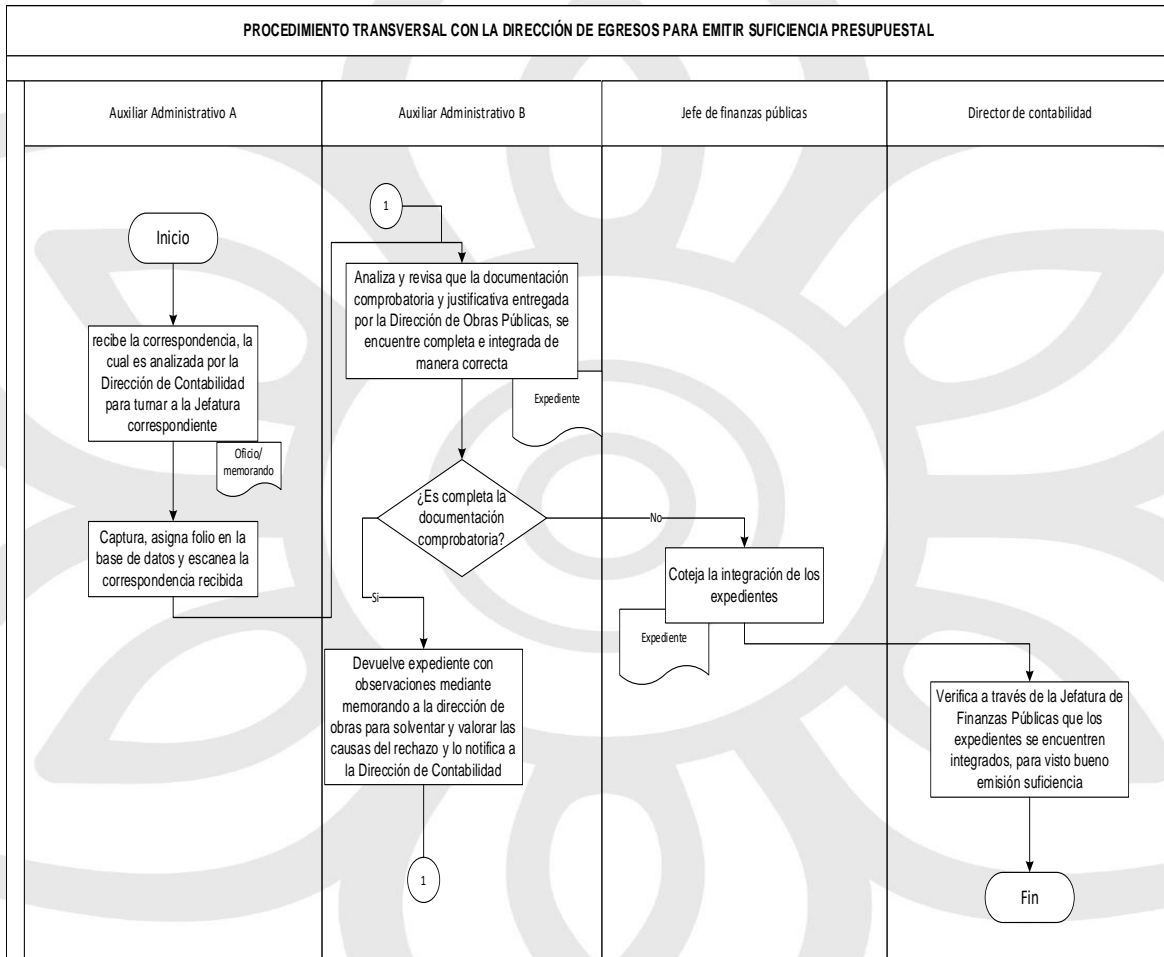 PROCEDIMIENTO TRANSVERSAL CON LA DIRECCIÓN DE EGRESOS PARA EMITIR SUFICIENCIA PRESUPUESTAL
Auxiliar Administrativo A
Auxiliar Administrativo B
Jefe de finanzas públicas
Director de contabilidad
Inicio
recibe la correspondencia, la
cual es analizada por la
Dirección de Contabilidad
para turnar a la Jefatura
correspondiente
Oficio/
memorando
Captura, asigna folio en la
base de datos y escanea la
correspondencia recibida
1
Analiza y revisa que la documentación
comprobatoria y justificativa entregada
por la Dirección de Obras Públicas, se
encuentre completa e integrada de
manera correcta
Expediente
¿Es completa la
documentación
comprobatoria?
No
Si
Devuelve expediente con
observaciones mediante
memorando a la dirección de
obras para solventar y valorar las
causas del rechazo y lo notifica a
la Dirección de Contabilidad
1
Coteja la integración de los
expedientes
Expediente
Verifica a través de la Jefatura de
Finanzas Públicas que los
expedientes se encuentren
integrados, para visto bueno
emisión suficiencia
Fin